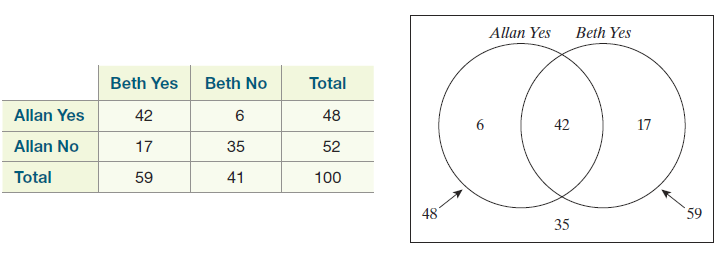 Beth Yes Beth No Total
Allan Yes 42 6 48
Allan No 17 35 52
Total 59 41 100
Allan Yes Beth Yes
6 42 17
48 59
35